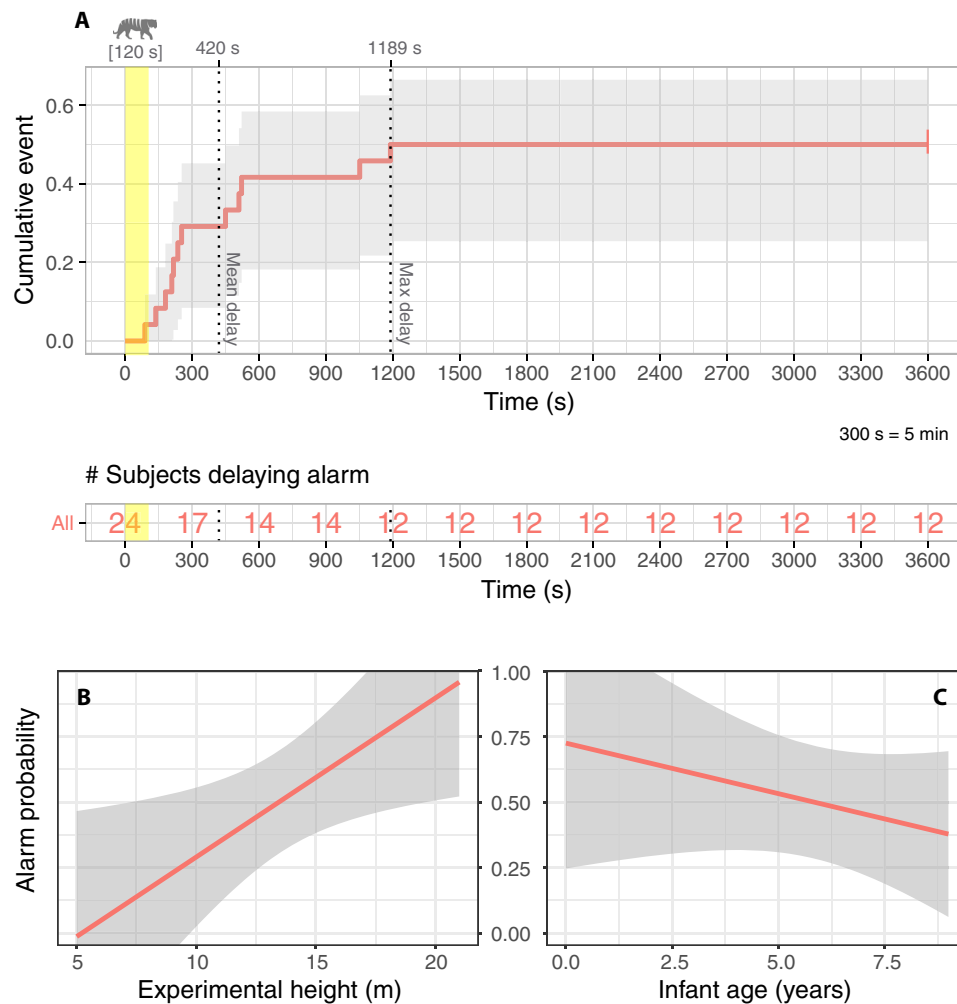 A
[120 s] 420 s 1189 s
0.6
0.4
0.2
0.0
Cumulative event
Mean delay
Max delay
0 300 600 900 1200 1500 1800 2100 2400 2700 3000 3300 3600
Time (s)
300 s = 5 min
# Subjects delaying alarm
All 24 17 14 14 12 12 12 12 12 12 12 12 12
0 300 600 900 1200 1500 1800 2100 2400 2700 3000 3300 3600
Time (s)
B
Alarm probability
1.00
0.75
0.50
0.25
0.00
C
5 10 15 20
Experimental height (m)
0.0 2.5 5.0 7.5
Infant age (years)